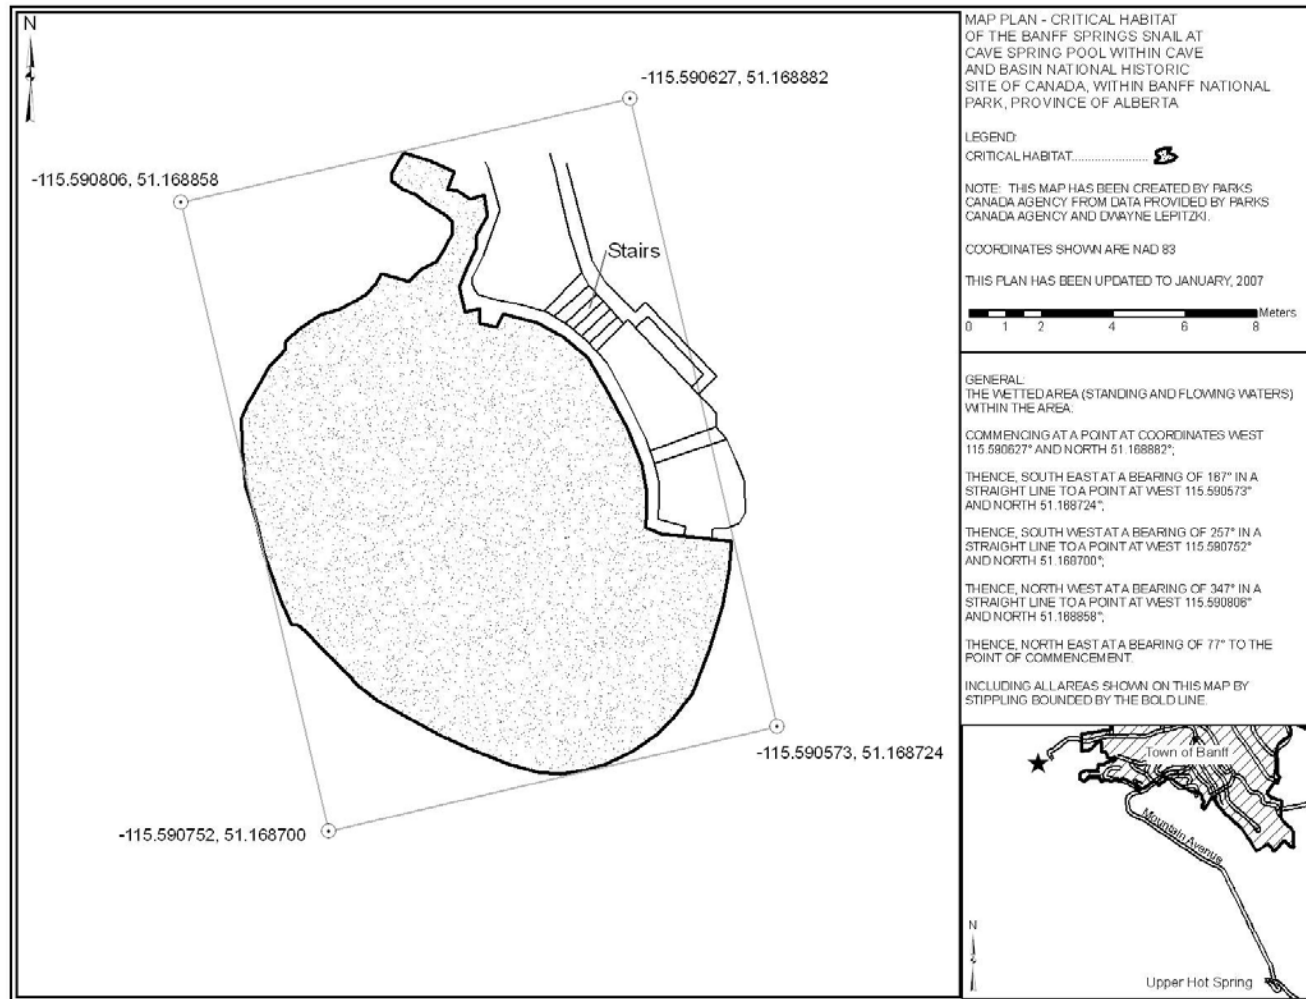 N
-115.590627, 51.168882
-115.590806, 51.168858
Stairs
-115.590573, 51.168724
-115.590752, 51.168700
MAP PLAN - CRITICAL HABITAT
OF THE BANFF SPRINGS SNAIL AT
CAVE SPRING POOL WITHIN CAVE
AND BASIN NATIONAL HISTORIC
SITE OF CANADA, WITHIN BANFF NATIONAL
PARK, PROVINCE OF ALBERTA
LEGEND:
CRITICAL HABITAT......................
NOTE: THIS MAP HAS BEEN CREATED BY PARKS
CANADA AGENCY FROM DATA PROVIDED BY PARKS
CANADA AGENCY AND DWAYNE LEPITZKI.
COORDINATES SHOWN ARE NAD 83
THIS PLAN HAS BEEN UPDATED TO JANUARY, 2007
Meters
0 1 2 4 6 8
GENERAL:
THE WETTED AREA (STANDING AND FLOWING WATERS)
WITHIN THE AREA:
COMMENCING AT A POINT AT COORDINATES WEST
115.590627° AND NORTH 51.168882°;
THENCE, SOUTH EAST AT A BEARING OF 167° IN A
STRAIGHT LINE TO A POINT AT WEST 115.590573°
AND NORTH 51.168724°;
THENCE, SOUTH WEST AT A BEARING OF 257° IN A
STRAIGHT LINE TO A POINT AT WEST 115.590752°
AND NORTH 51.168700°;
THENCE, NORTH WEST AT A BEARING OF 347° IN A
STRAIGHT LINE TO A POINT AT WEST 115.590806°
AND NORTH 51.168858°;
THENCE, NORTH EAST AT A BEARING OF 77° TO THE
POINT OF COMMENCEMENT.
INCLUDING ALL AREAS SHOWN ON THIS MAP BY
STIPPLING BOUNDED BY THE BOLD LINE.
Town of Banff
Mountain Avenue
N
Upper Hot Spring